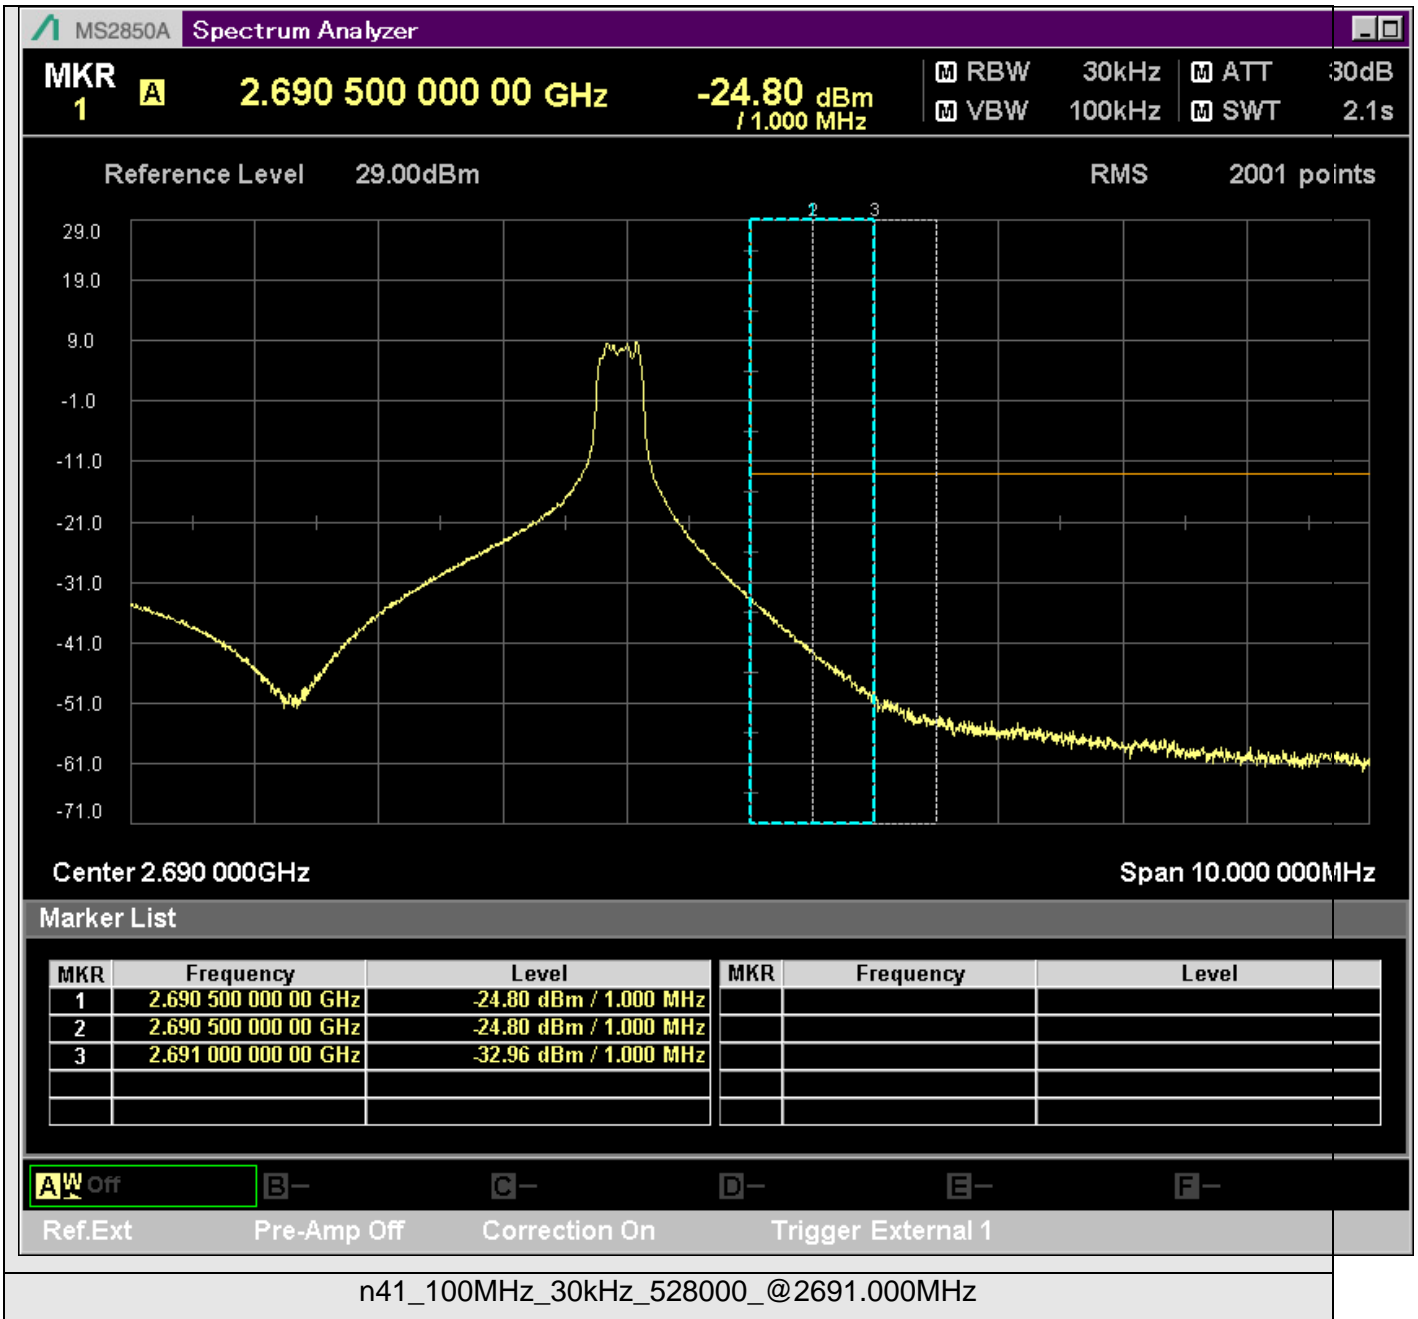 MS2850A Spectrum Analyzer
MKR 1 A 2.690 500 000 00 GHz -24.80 dBm / 1.000 MHz
M RBW 30kHz M ATT 30dB
M VBW 100kHz M SWT 2.1s
Reference Level 29.00dBm RMS 2001 points
2 3
29.0
19.0
9.0
-1.0
-11.0
-21.0
-31.0
-41.0
-51.0
-61.0
-71.0
Center 2.690 000GHz Span 10.000 000MHz
Marker List
MKR Frequency Level MKR Frequency Level
1 2.690 500 000 00 GHz -24.80 dBm / 1.000 MHz
2 2.690 500 000 00 GHz -24.80 dBm / 1.000 MHz
3 2.691 000 000 00 GHz -32.96 dBm / 1.000 MHz
A W Off B - C - D - E - F -
Ref.Ext Pre-Amp Off Correction On Trigger External 1
n41_100MHz_30kHz_528000_@2691.000MHz